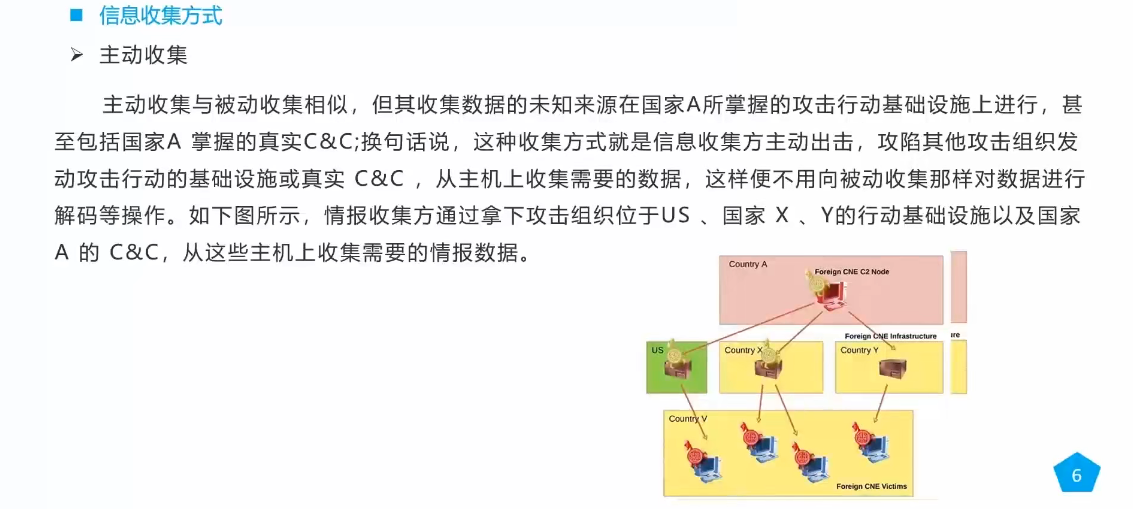 信息收集方式
主动收集
主动收集与被动收集相似，但其收集数据的未知来源在国家A所掌握的攻击行动基础设施上进行，甚
至包括国家A 掌握的真实C&C;换句话说，这种收集方式就是信息收集方主动出击，攻陷其他攻击组织发
动攻击行动的基础设施或真实 C&C ，从主机上收集需要的数据，这样便不用向被动收集那样对数据进行
解码等操作。如下图所示，情报收集方通过拿下攻击组织位于US 、国家 X 、Y的行动基础设施以及国家
A 的 C&C，从这些主机上收集需要的情报数据。
Country A
Foreign CNE C2 Node
Foreign CNE Infrastructure
ure
US
Country X
Country Y
Country V
Foreign CNE Victims
6